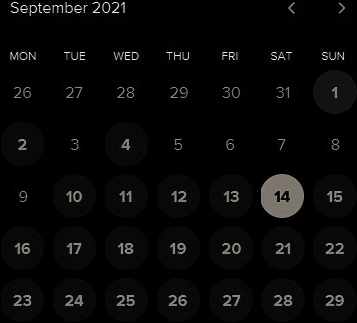 September 2021
MON TUE WED THU FRI SAT SUN
26 27 28 29 30 31 1
2 3 4 5 6 7 8
9 10 11 12 13 14 15
16 17 18 19 20 21 22
23 24 25 26 27 28 29